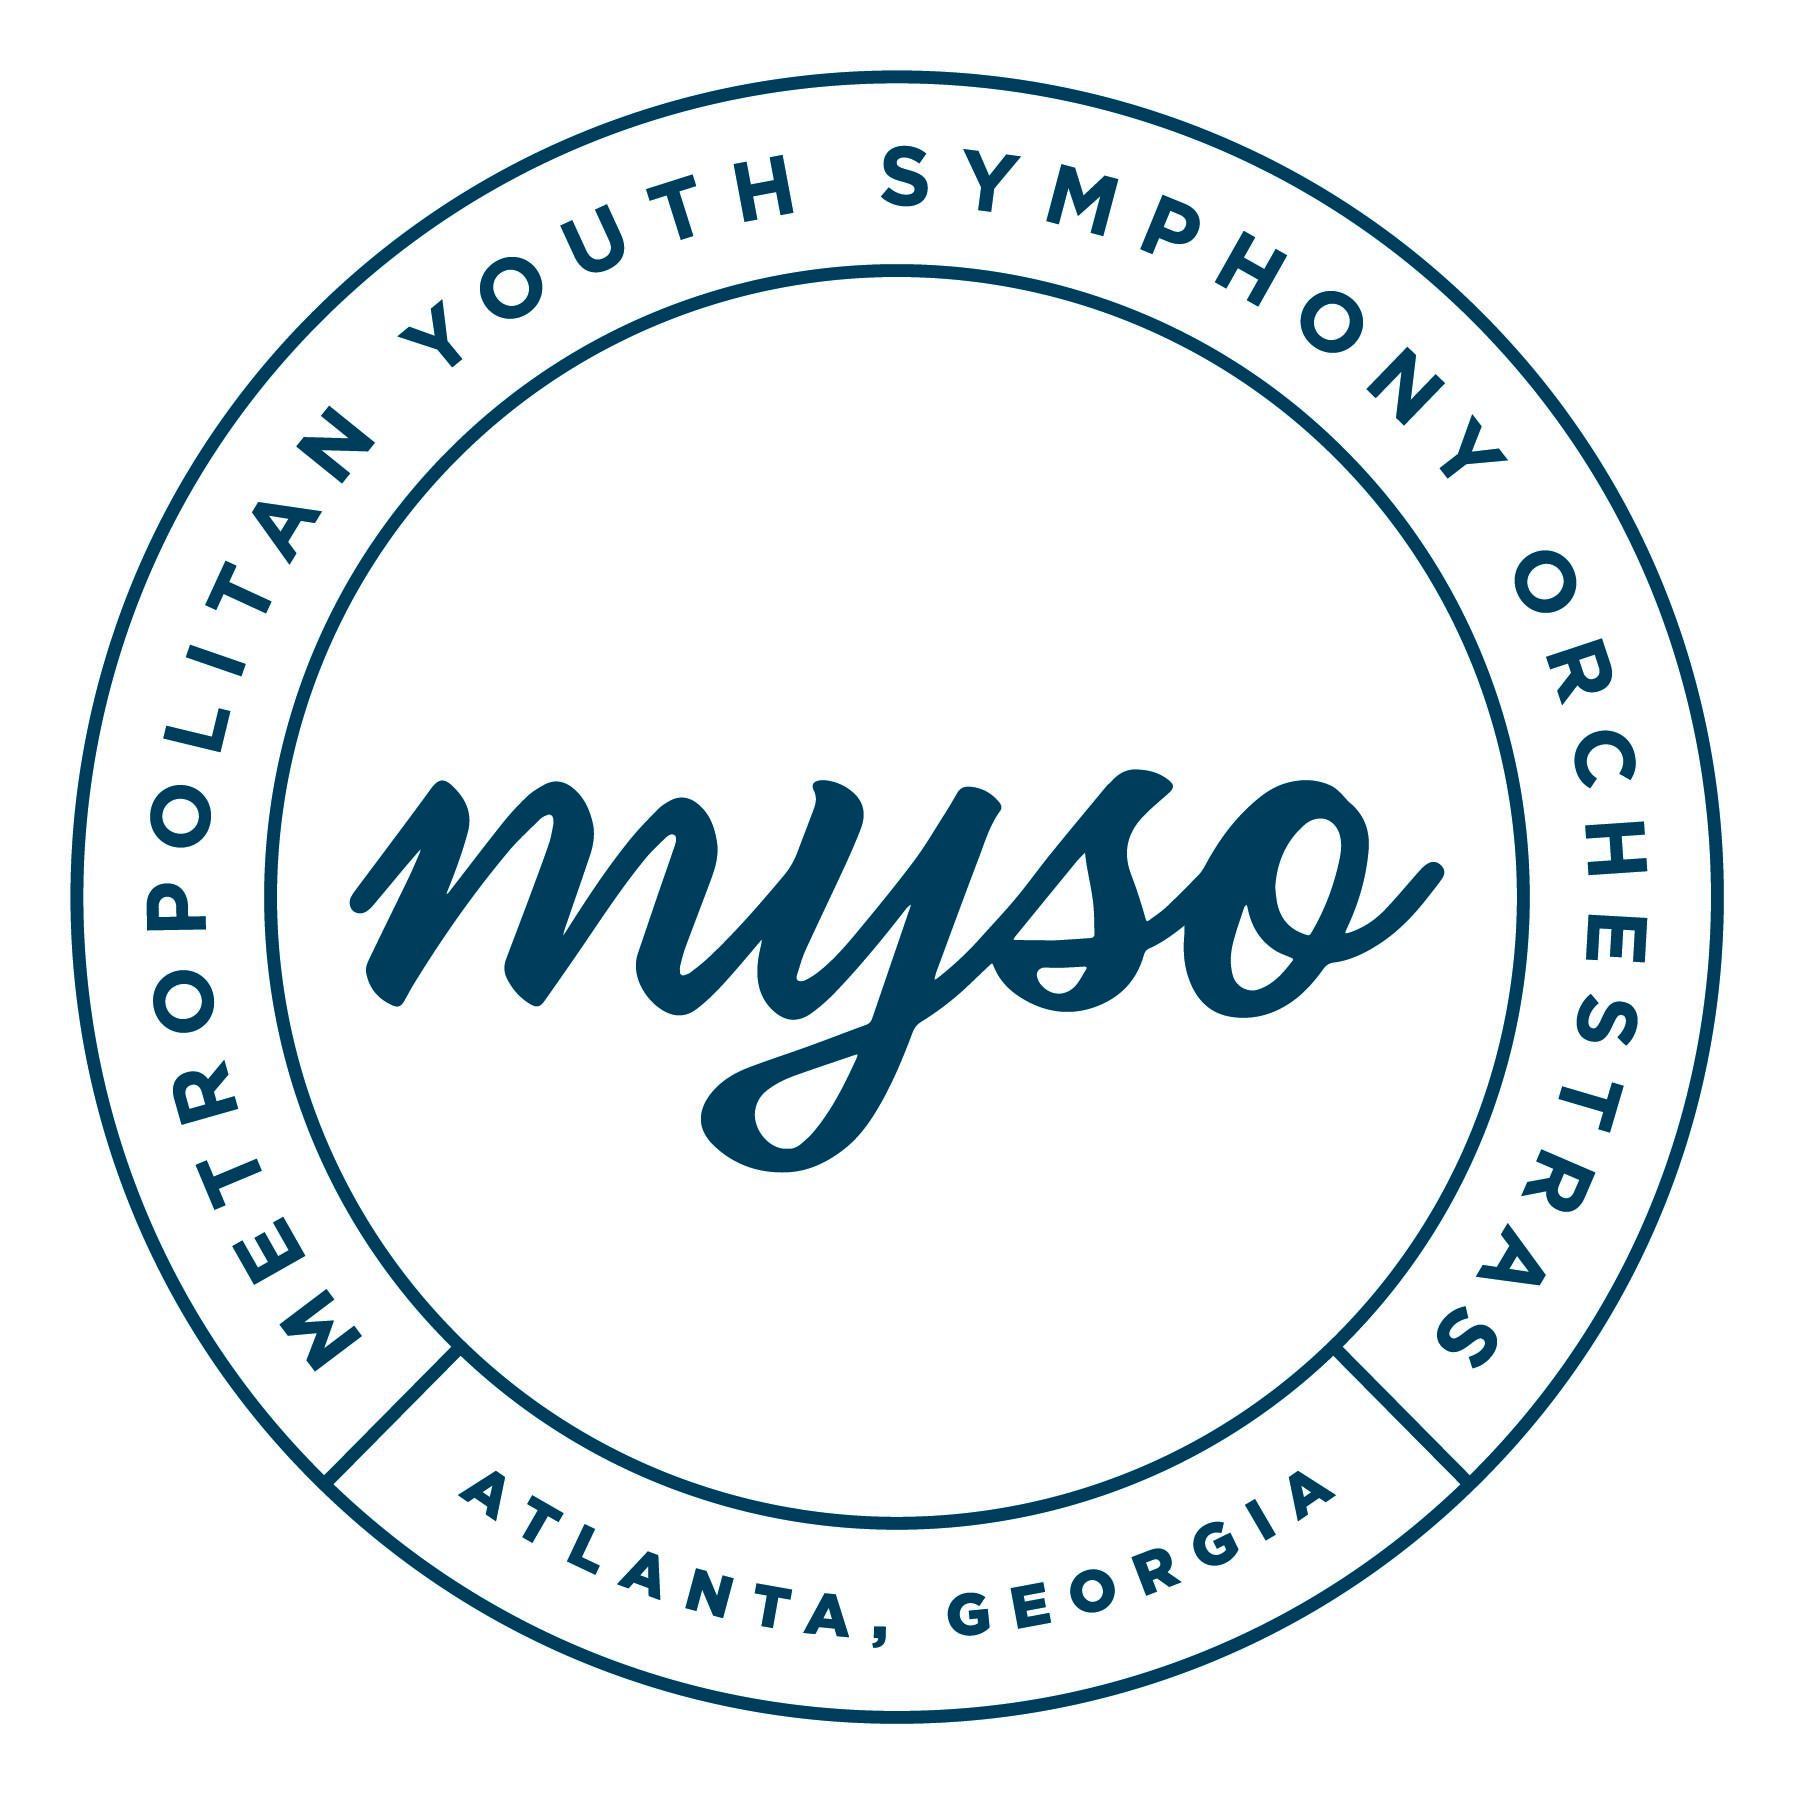 METROPOLITAN YOUTH SYMPHONY ORCHESTRAS
myso
ATLANTA, GEORGIA